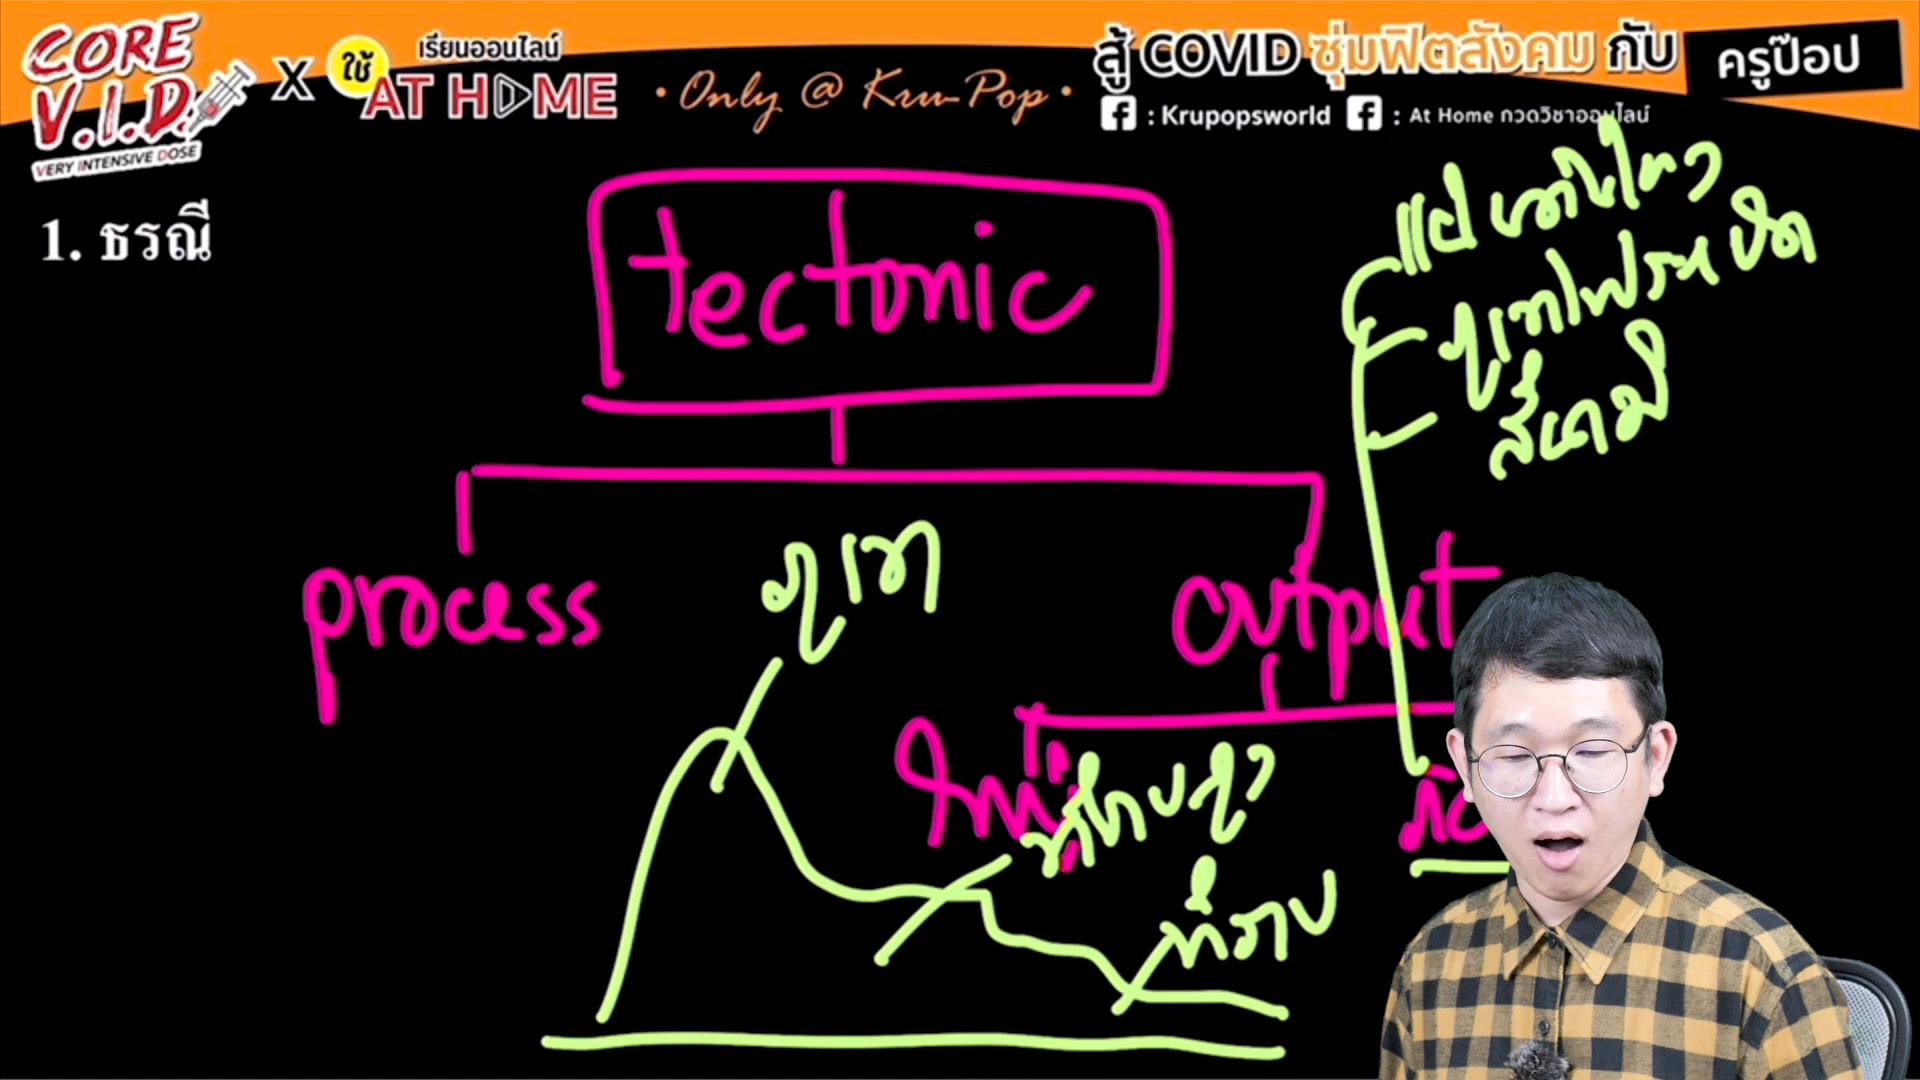 CORE
V.I.D.
VERY INTENSIVE DOSE
X
ใช้
เรียนออนไลน์
AT HOME
• Only @ Kru-Pop •
สู้ COVID ซุ่มฟิตสังคม กับ ครูป๊อป
: Krupopsworld : At Home กวดวิชาออนไลน์
1. ธรณี
tectonic
แผ่นดินไหว
ภูเขาไฟระเบิด
สึนามิ
process
output
ภูเขา
ที่ราบสูง
ที่ราบ